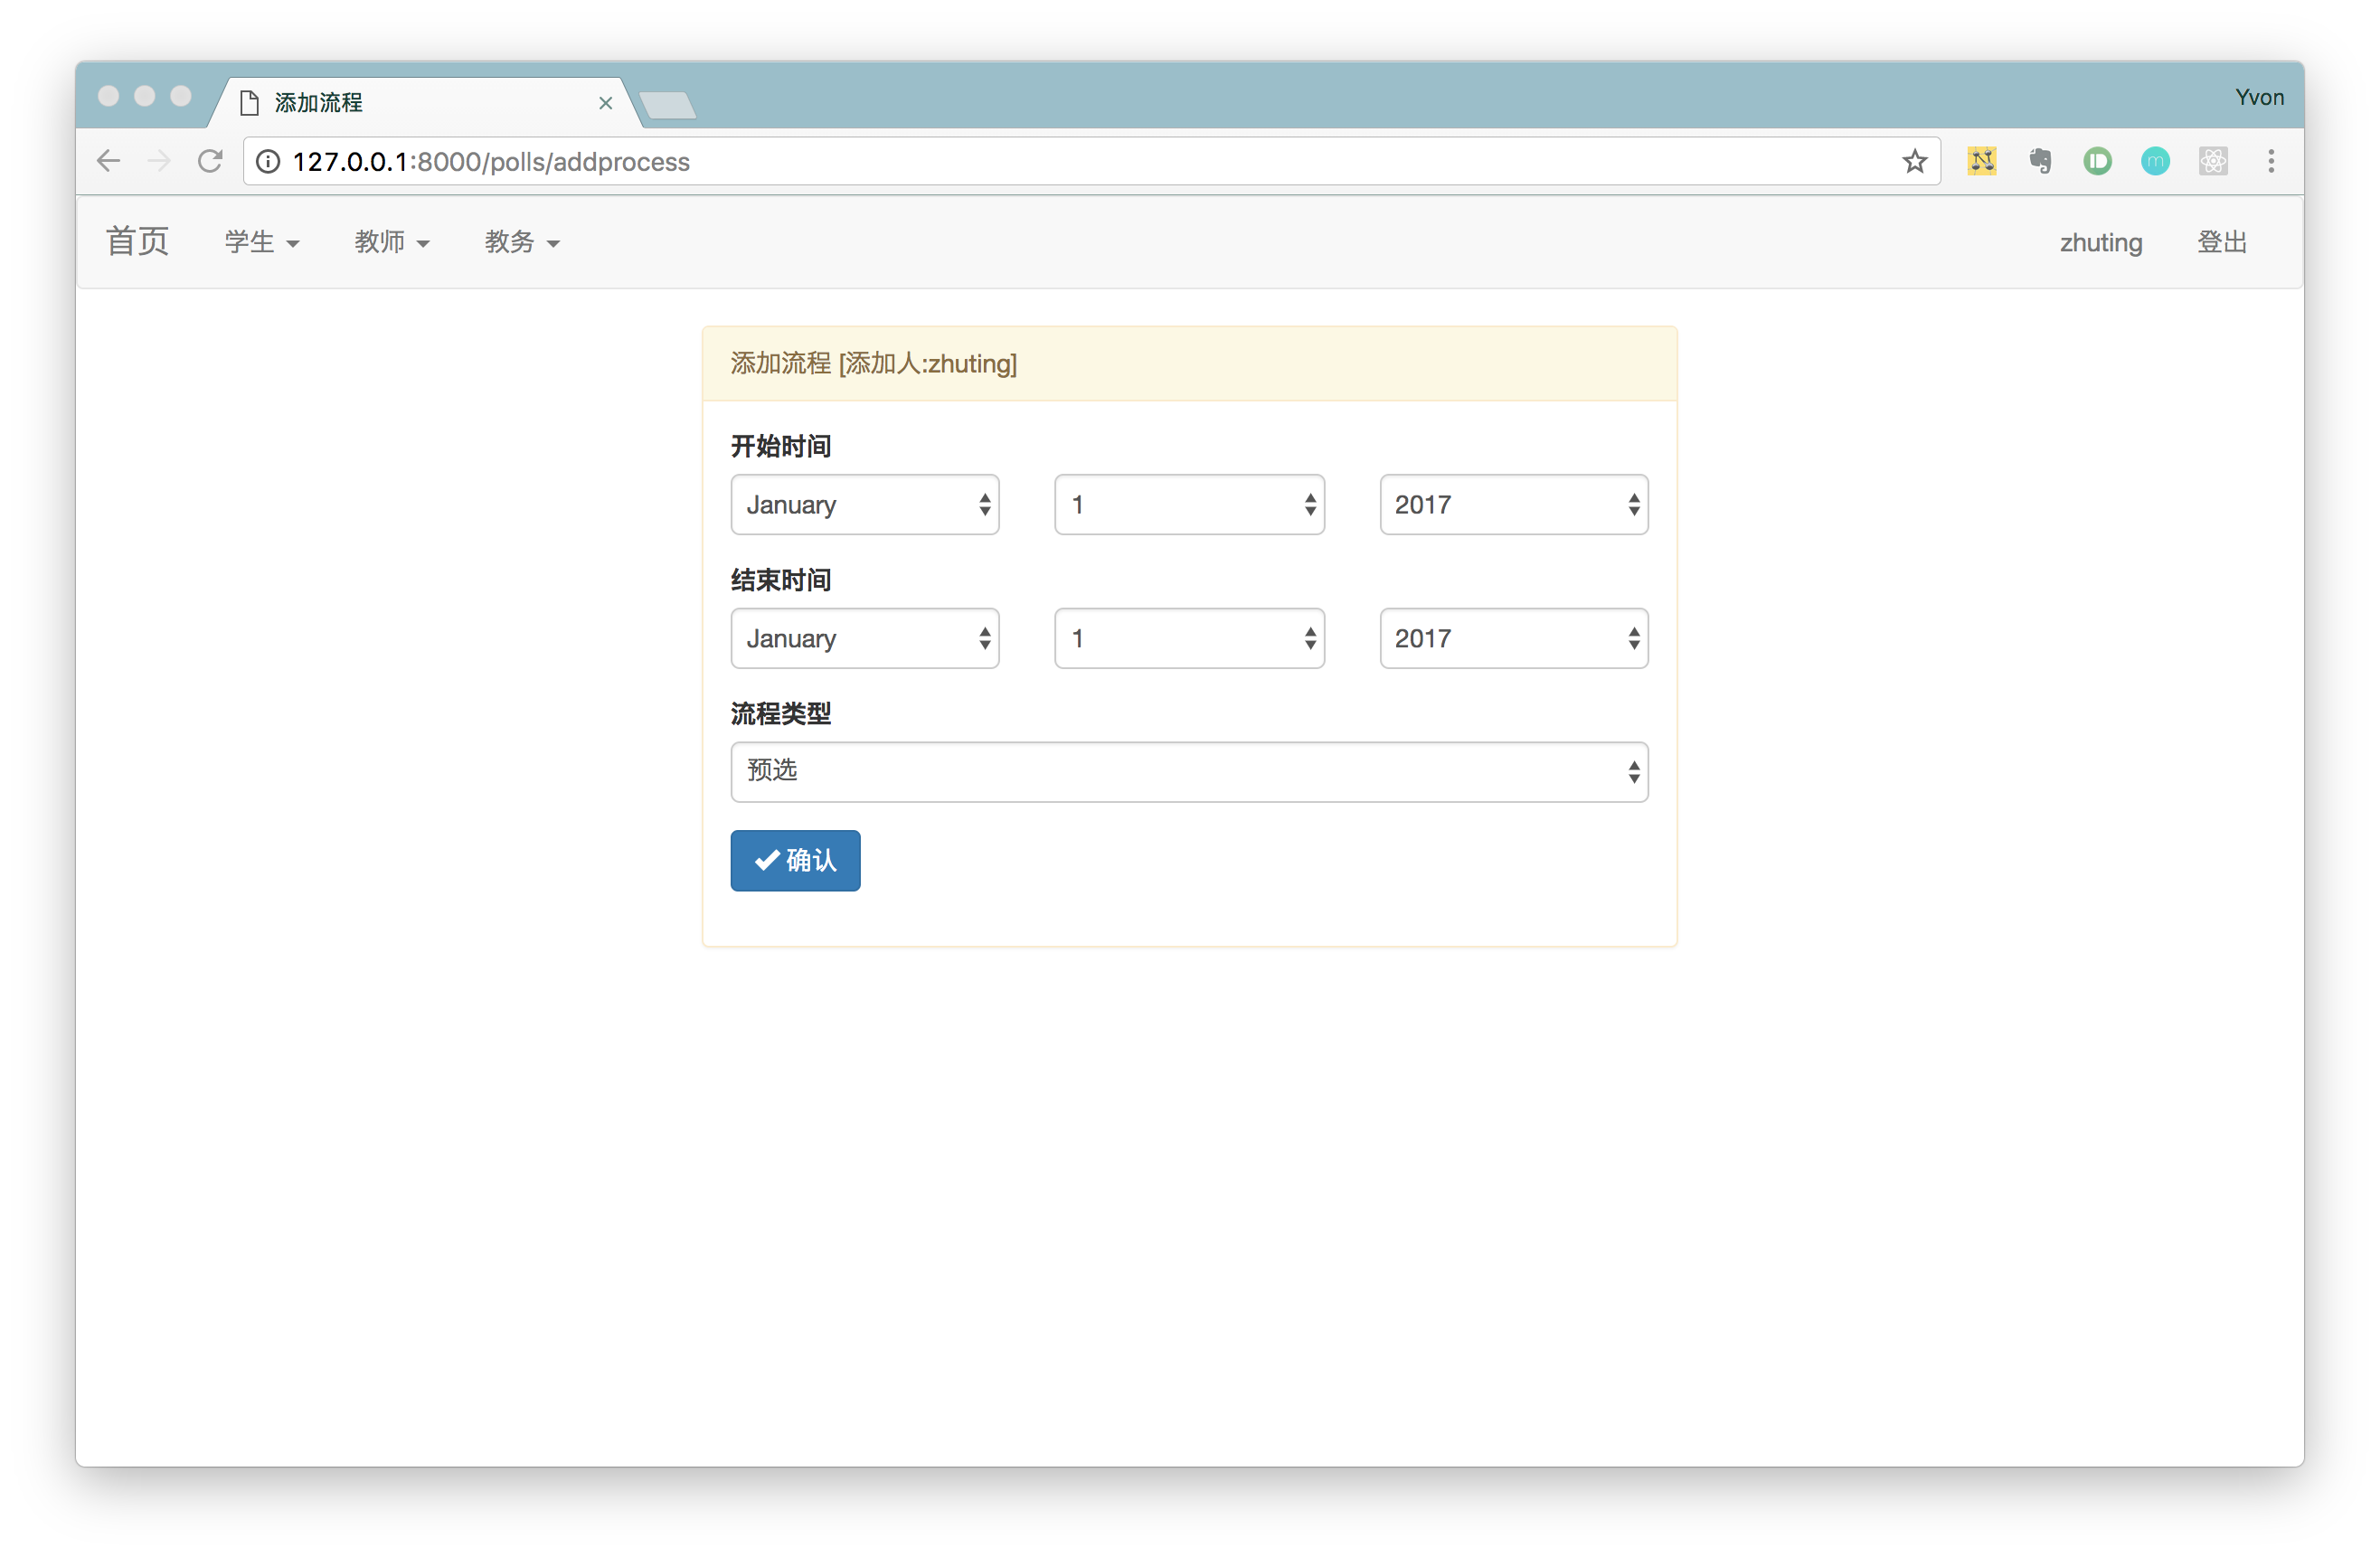 添加流程
Yvon
127.0.0.1:8000/polls/addprocess
首页 学生 教师 教务 zhuting 登出
添加流程 [添加人:zhuting]
开始时间
January 1 2017
结束时间
January 1 2017
流程类型
预选
确认